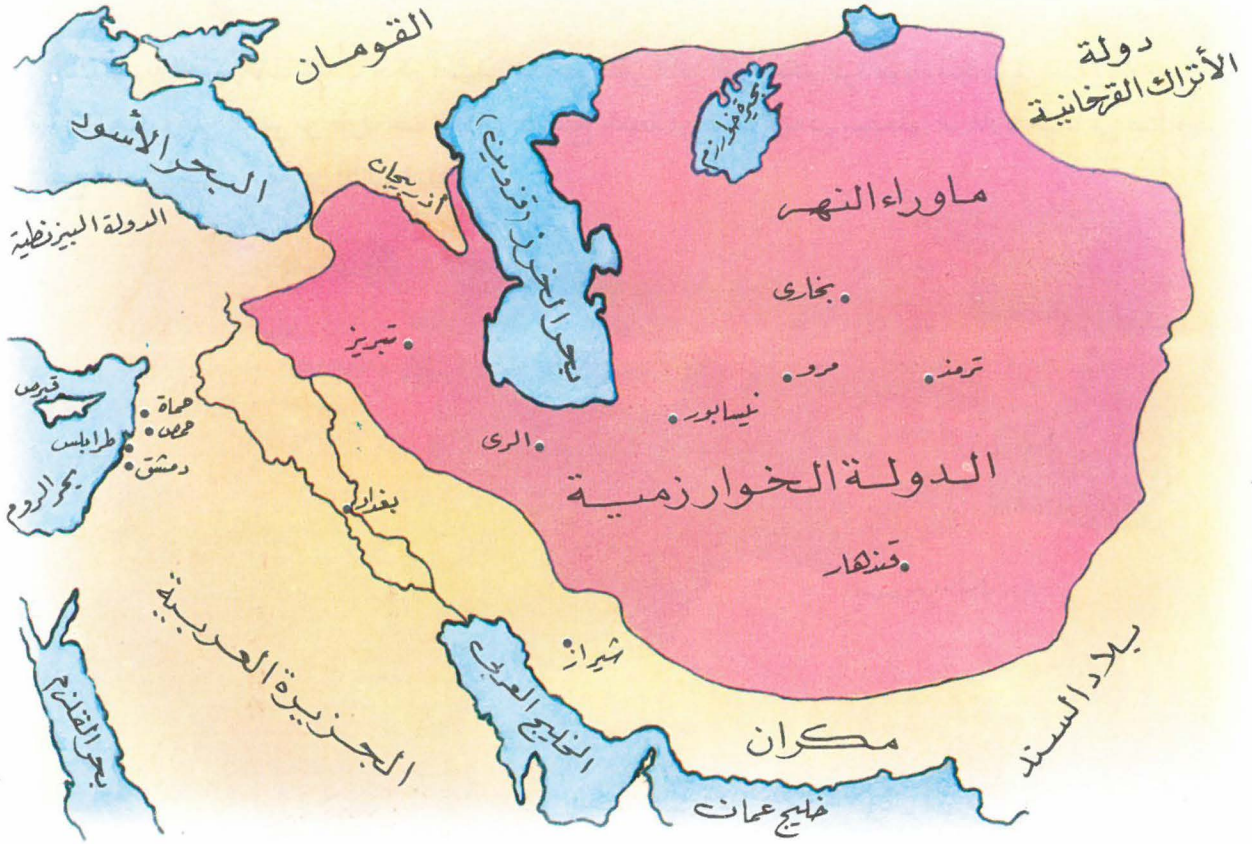 القومان
دولة
الأتراك القرخانية
البحر الأسود
بحيرة خوارزم
أذربيجان
بحر الخزر (قزوين)
ماوراء النهر
الدولة البيزنطية
بخارى
تبريز
مرو
ترمذ
قبرص
حماة
نيسابور
حمص
طرابلس
الرى
دمشق
بحر الروم
الدولة الخوارزمية
بغداد
قندهار
الجزيرة العربية
شيراز
بلاد السند
بحر القلزم
الخليج العربى
مكران
خليج عمان